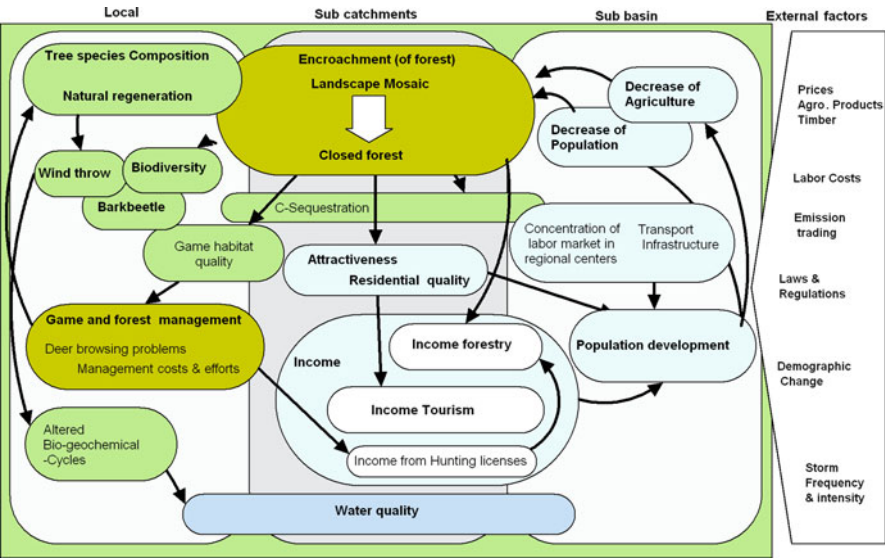 Local
Sub catchments
Sub basin
External factors
Tree species Composition
Natural regeneration
Encroachment (of forest)
Landscape Mosaic
Closed forest
Decrease of
Agriculture
Decrease of
Population
Wind throw
Biodiversity
Barkbeetle
C-Sequestration
Game habitat
quality
Attractiveness
Residential quality
Concentration of
labor market in
regional centers
Transport
Infrastructure
Game and forest management
Deer browsing problems
Management costs & efforts
Income
Income forestry
Income Tourism
Income from Hunting licenses
Population development
Altered
Bio-geochemical
-Cycles
Water quality
Prices
Agro. Products
Timber
Labor Costs
Emission
trading
Laws &
Regulations
Demographic
Change
Storm
Frequency
& intensity